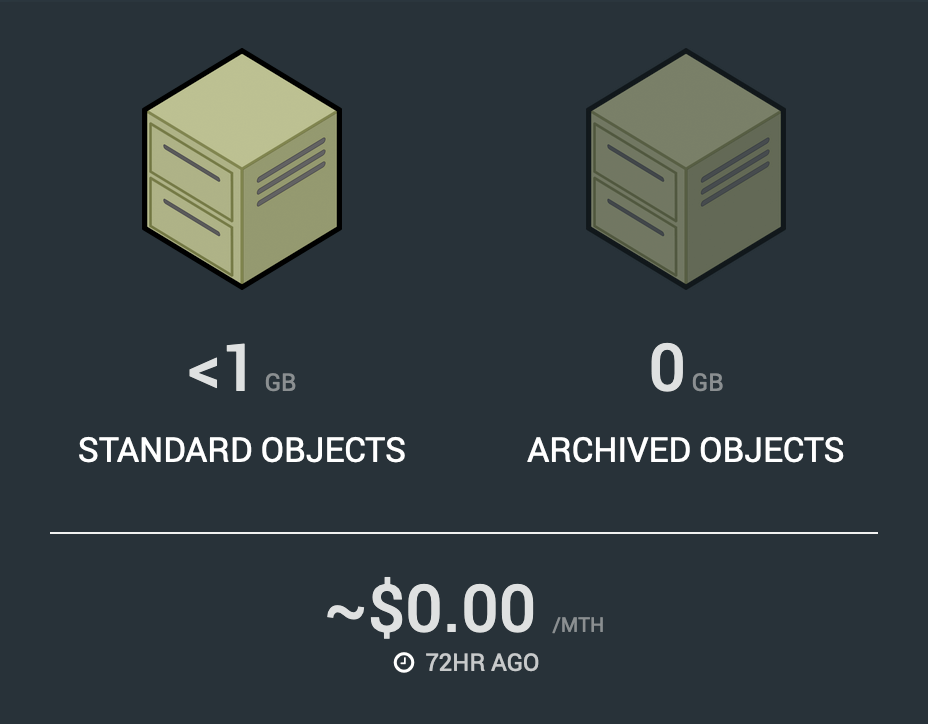 <1 GB
STANDARD OBJECTS
0 GB
ARCHIVED OBJECTS
~$0.00 /MTH
72HR AGO